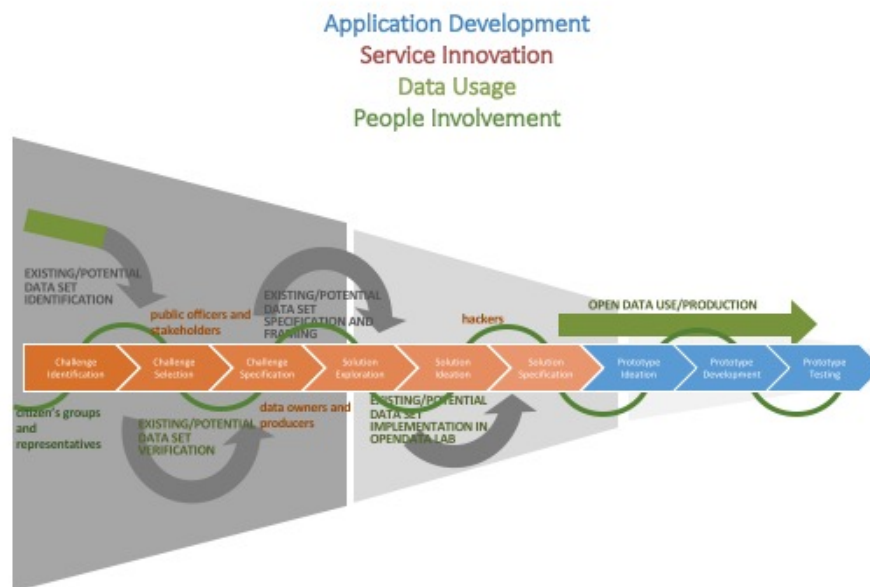 Application Development
Service Innovation
Data Usage
People Involvement
EXISTING/POTENTIAL
DATA SET
IDENTIFICATION
public officers and
stakeholders
EXISTING/POTENTIAL
DATA SET
SPECIFICATION AND
FRAMING
hackers
OPEN DATA USE/PRODUCTION
Challenge
Identification
Challenge
Selection
Challenge
Specification
Solution
Exploration
Solution
Ideation
Solution
Specification
Prototype
Ideation
Prototype
Development
Prototype
Testing
citizen's groups
and
representatives
EXISTING/POTENTIAL
DATA SET
VERIFICATION
data owners and
producers
EXISTING/POTENTIAL
DATA SET
IMPLEMENTATION IN
OPENDATA LAB